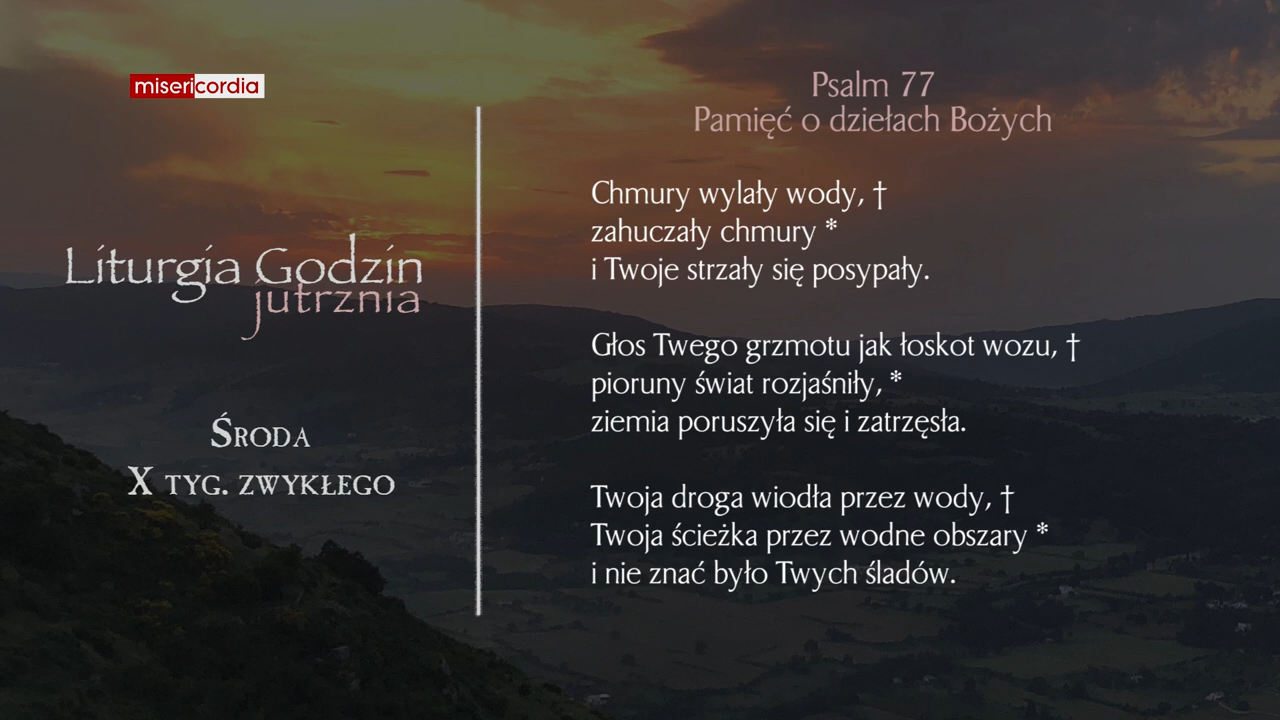 misericordia
Liturgia Godzin
jutrznia
Środa
X tyg. zwykłego
Psalm 77
Pamięć o dziełach Bożych
Chmury wylały wody, †
zahuczały chmury *
i Twoje strzały się posypały.
Głos Twego grzmotu jak łoskot wozu, †
pioruny świat rozjaśniły, *
ziemia poruszyła się i zatrzęsła.
Twoja droga wiodła przez wody, †
Twoja ścieżka przez wodne obszary *
i nie znać było Twych śladów.